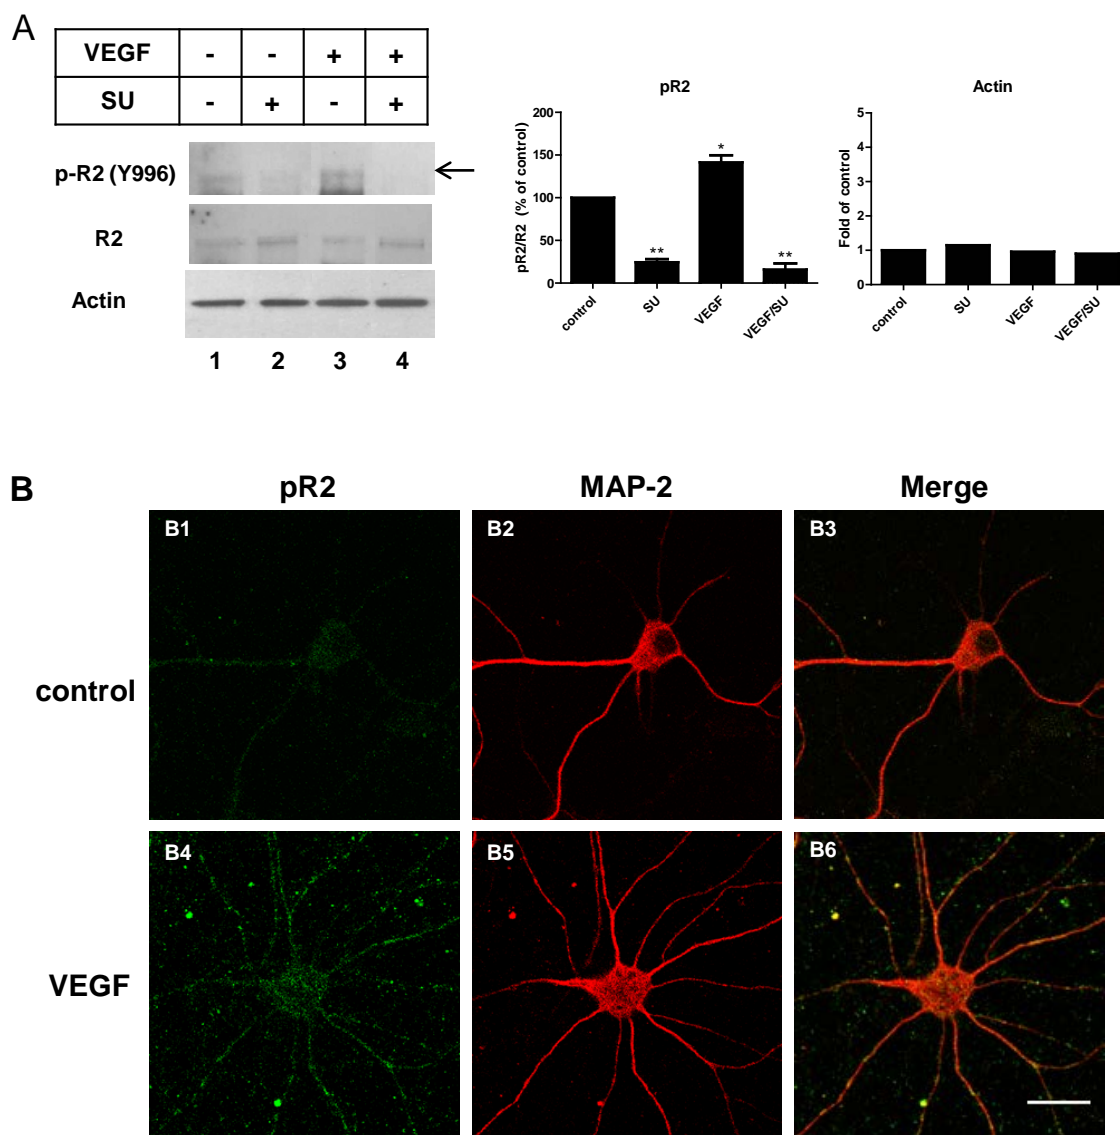 A
VEGF - - + +
SU - + - +
p-R2 (Y996)
R2
Actin
1 2 3 4
pR2
pR2/R2 (% of control)
200
150
100
50
0
*
**
**
control SU VEGF VEGF/SU
Actin
Fold of control
5
4
3
2
1
0
control SU VEGF VEGF/SU
B
pR2 MAP-2 Merge
control
B1 B2 B3
VEGF
B4 B5 B6